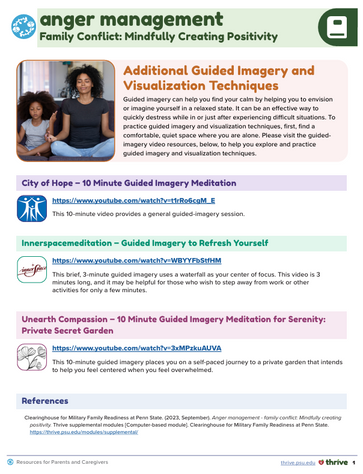 anger management
Family Conflict: Mindfully Creating Positivity
Additional Guided Imagery and
Visualization Techniques
Guided imagery can help you find your calm by helping you to envision
or imagine yourself in a relaxed state. It can be an effective way to
quickly destress while in or just after experiencing difficult situations. To
practice guided imagery and visualization techniques, first, find a
comfortable, quiet space where you are alone. Please visit the guided-
imagery video resources, below, to help you explore and practice
guided imagery and visualization techniques.
City of Hope – 10 Minute Guided Imagery Meditation
https://www.youtube.com/watch?v=t1rRo6cgM_E
This 10-minute video provides a general guided-imagery session.
Innerspacemeditation – Guided Imagery to Refresh Yourself
https://www.youtube.com/watch?v=WBYYFbStfHM
This brief, 3-minute guided imagery uses a waterfall as your center of focus. This video is 3
minutes long, and it may be helpful for those who wish to step away from work or other
activities for only a few minutes.
Unearth Compassion – 10 Minute Guided Imagery Meditation for Serenity:
Private Secret Garden
https://www.youtube.com/watch?v=3xMPzkuAUVA
This 10-minute guided imagery places you on a self-paced journey to a private garden that intends
to help you feel centered when you feel overwhelmed.
References
Clearinghouse for Military Family Readiness at Penn State. (2023, September). Anger management - family conflict: Mindfully creating
positivity. Thrive supplemental modules [Computer-based module]. Clearinghouse for Military Family Readiness at Penn State.
https://thrive.psu.edu/modules/supplemental/
Resources for Parents and Caregivers
thrive.psu.edu thrive 1